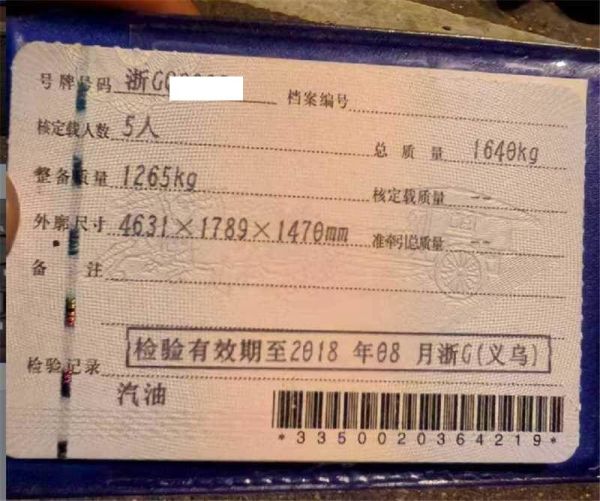 号牌号码 浙G 档案编号
核定载人数 5人 总质量 1640kg
整备质量 1265kg 核定载质量 --
外廓尺寸 4631×1789×1470mm 准牵引总质量 --
备注
检验记录 检验有效期至2018 年08 月浙G(义乌)
汽油
*3350020364219*